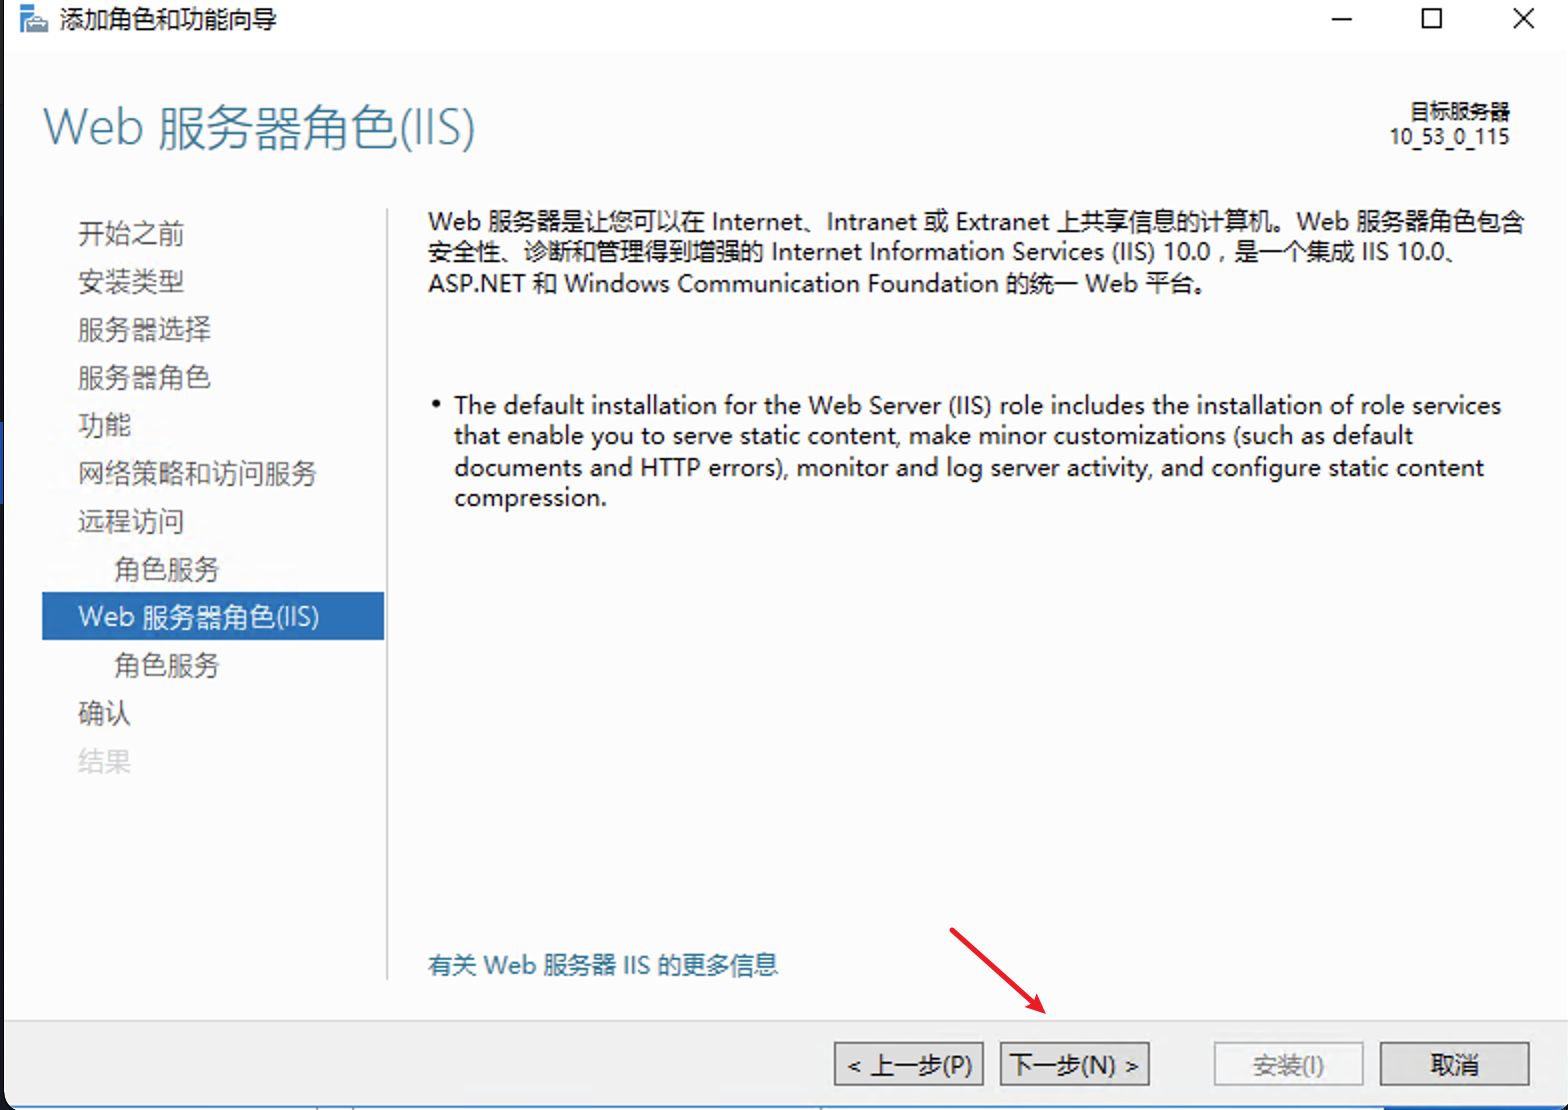 添加角色和功能向导
Web 服务器角色(IIS)
目标服务器
10_53_0_115
开始之前
安装类型
服务器选择
服务器角色
功能
网络策略和访问服务
远程访问
角色服务
Web 服务器角色(IIS)
角色服务
确认
结果
Web 服务器是让您可以在 Internet、Intranet 或 Extranet 上共享信息的计算机。Web 服务器角色包含
安全性、诊断和管理得到增强的 Internet Information Services (IIS) 10.0，是一个集成 IIS 10.0、
ASP.NET 和 Windows Communication Foundation 的统一 Web 平台。
• The default installation for the Web Server (IIS) role includes the installation of role services
that enable you to serve static content, make minor customizations (such as default
documents and HTTP errors), monitor and log server activity, and configure static content
compression.
有关 Web 服务器 IIS 的更多信息
< 上一步(P)
下一步(N) >
安装(I)
取消